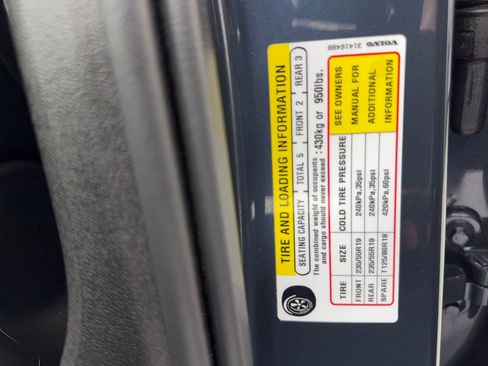 TIRE AND LOADING INFORMATION
SEATING CAPACITY TOTAL 5 FRONT 2 REAR 3
The combined weight of occupants
and cargo should never exceed : 430kg or 950lbs.
TIRE SIZE COLD TIRE PRESSURE SEE OWNERS
FRONT 235/55R19 240kPa,35psi MANUAL FOR
REAR 235/55R19 240kPa,35psi ADDITIONAL
SPARE T125/80R18 420kPa,60psi INFORMATION
VOLVO 31416488